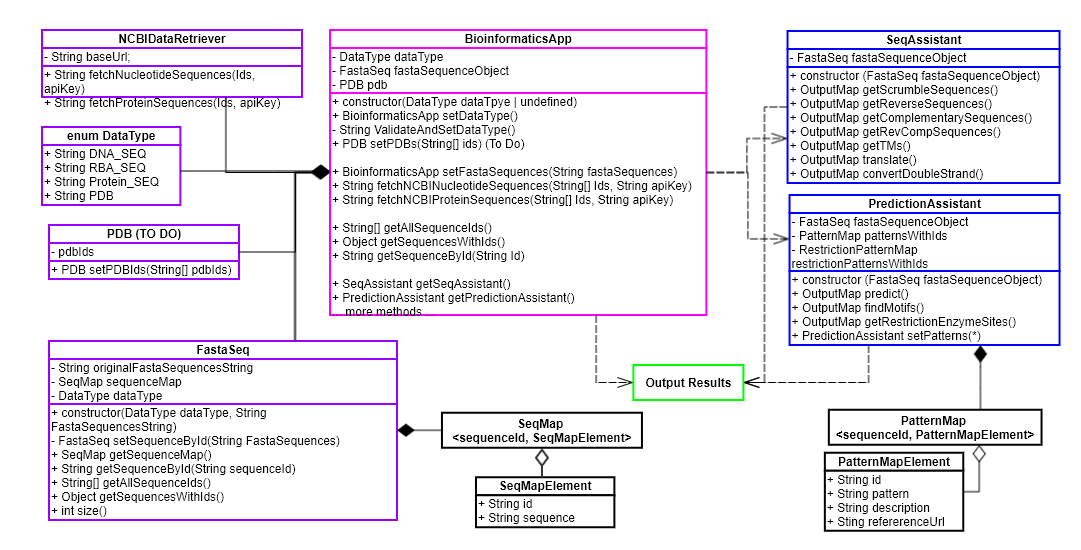 NCBIDataRetriever
- String baseUrl;
+ String fetchNucleotideSequences(Ids,
apiKey)
+ String fetchProteinSequences(Ids, apiKey)
enum DataType
+ String DNA_SEQ
+ String RBA_SEQ
+ String Protein_SEQ
+ String PDB
PDB (TO DO)
- pdbIds
+ PDB setPDBIds(String[] pdbIds)
FastaSeq
- String originalFastaSequencesString
- SeqMap sequenceMap
- DataType dataType
+ constructor(DataType dataType, String
FastaSequencesString)
- FastaSeq setSequenceById(String FastaSequences)
+ SeqMap getSequenceMap()
+ String getSequenceById(String sequenceId)
+ String[] getAllSequenceIds()
+ Object getSequencesWithIds()
+ int size()
BioinformaticsApp
- DataType dataType
- FastaSeq fastaSequenceObject
- PDB pdb
+ constructor(DataType dataTpye | undefined)
+ BioinformaticsApp setDataType()
- String ValidateAndSetDataType()
+ PDB setPDBs(String[] ids) (To Do)
+ BioinformaticsApp setFastaSequences(String fastaSequences)
+ String fetchNCBINucleotideSequences(String[] Ids, String apiKey)
+ String fetchNCBIProteinSequences(String[] Ids, String apiKey)
+ String[] getAllSequenceIds()
+ Object getSequencesWithIds()
+ String getSequenceById(String Id)
+ SeqAssistant getSeqAssistant()
+ PredictionAssistant getPredictionAssistant()
... more methods ...
Output Results
SeqMap
<sequenceId, SeqMapElement>
SeqMapElement
+ String id
+ String sequence
SeqAssistant
- FastaSeq fastaSequenceObject
+ constructor (FastaSeq fastaSequenceObject)
+ OutputMap getScrumbleSequences()
+ OutputMap getReverseSequences()
+ OutputMap getComplementarySequences()
+ OutputMap getRevCompSequences()
+ OutputMap getTMs()
+ OutputMap translate()
+ OutputMap convertDoubleStrand()
PredictionAssistant
- FastaSeq fastaSequenceObject
- PatternMap patternsWithIds
- RestrictionPatternMap
restrictionPatternsWithIds
+ constructor (FastaSeq fastaSequenceObject)
+ OutputMap predict()
+ OutputMap findMotifs()
+ OutputMap getRestrictionEnzymeSites()
+ PredictionAssistant setPatterns(*)
PatternMap
<sequenceId, PatternMapElement>
PatternMapElement
+ String id
+ String pattern
+ String description
+ Sting refererenceUrl